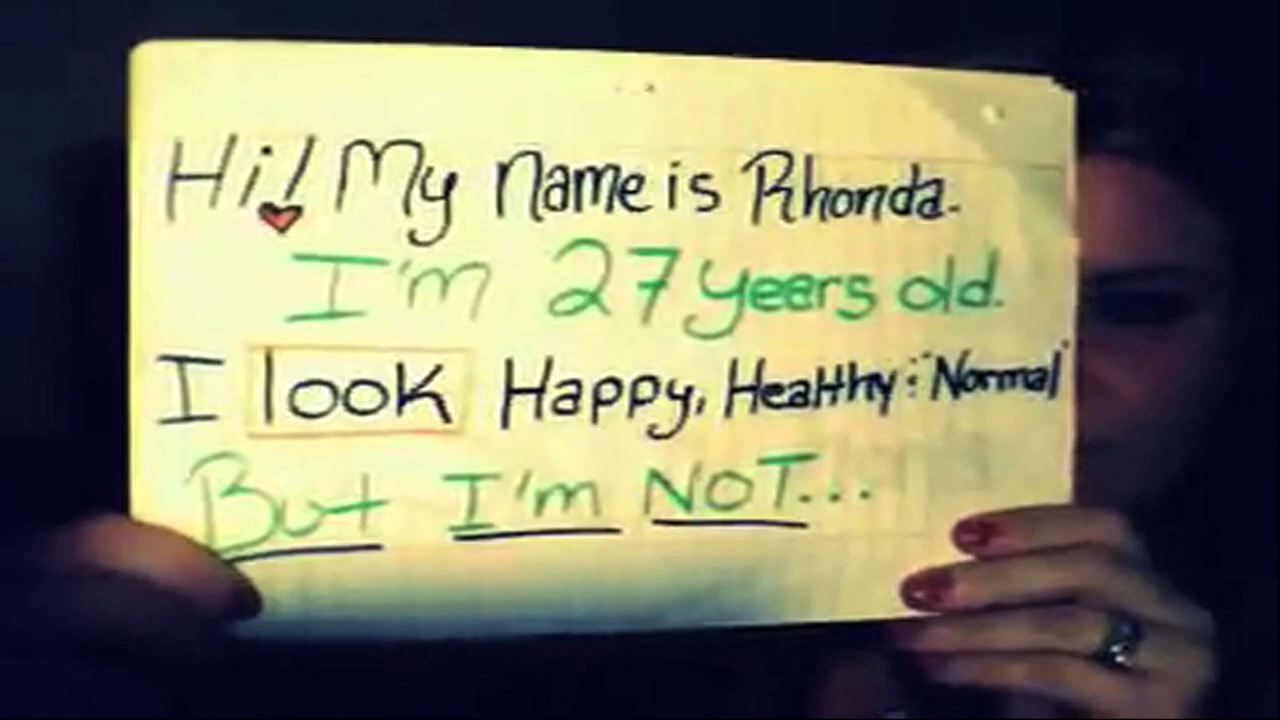 Hi! My name is Rhonda.
I'm 27 years old.
I look Happy, Healthy & "Normal"
But I'm NOT...